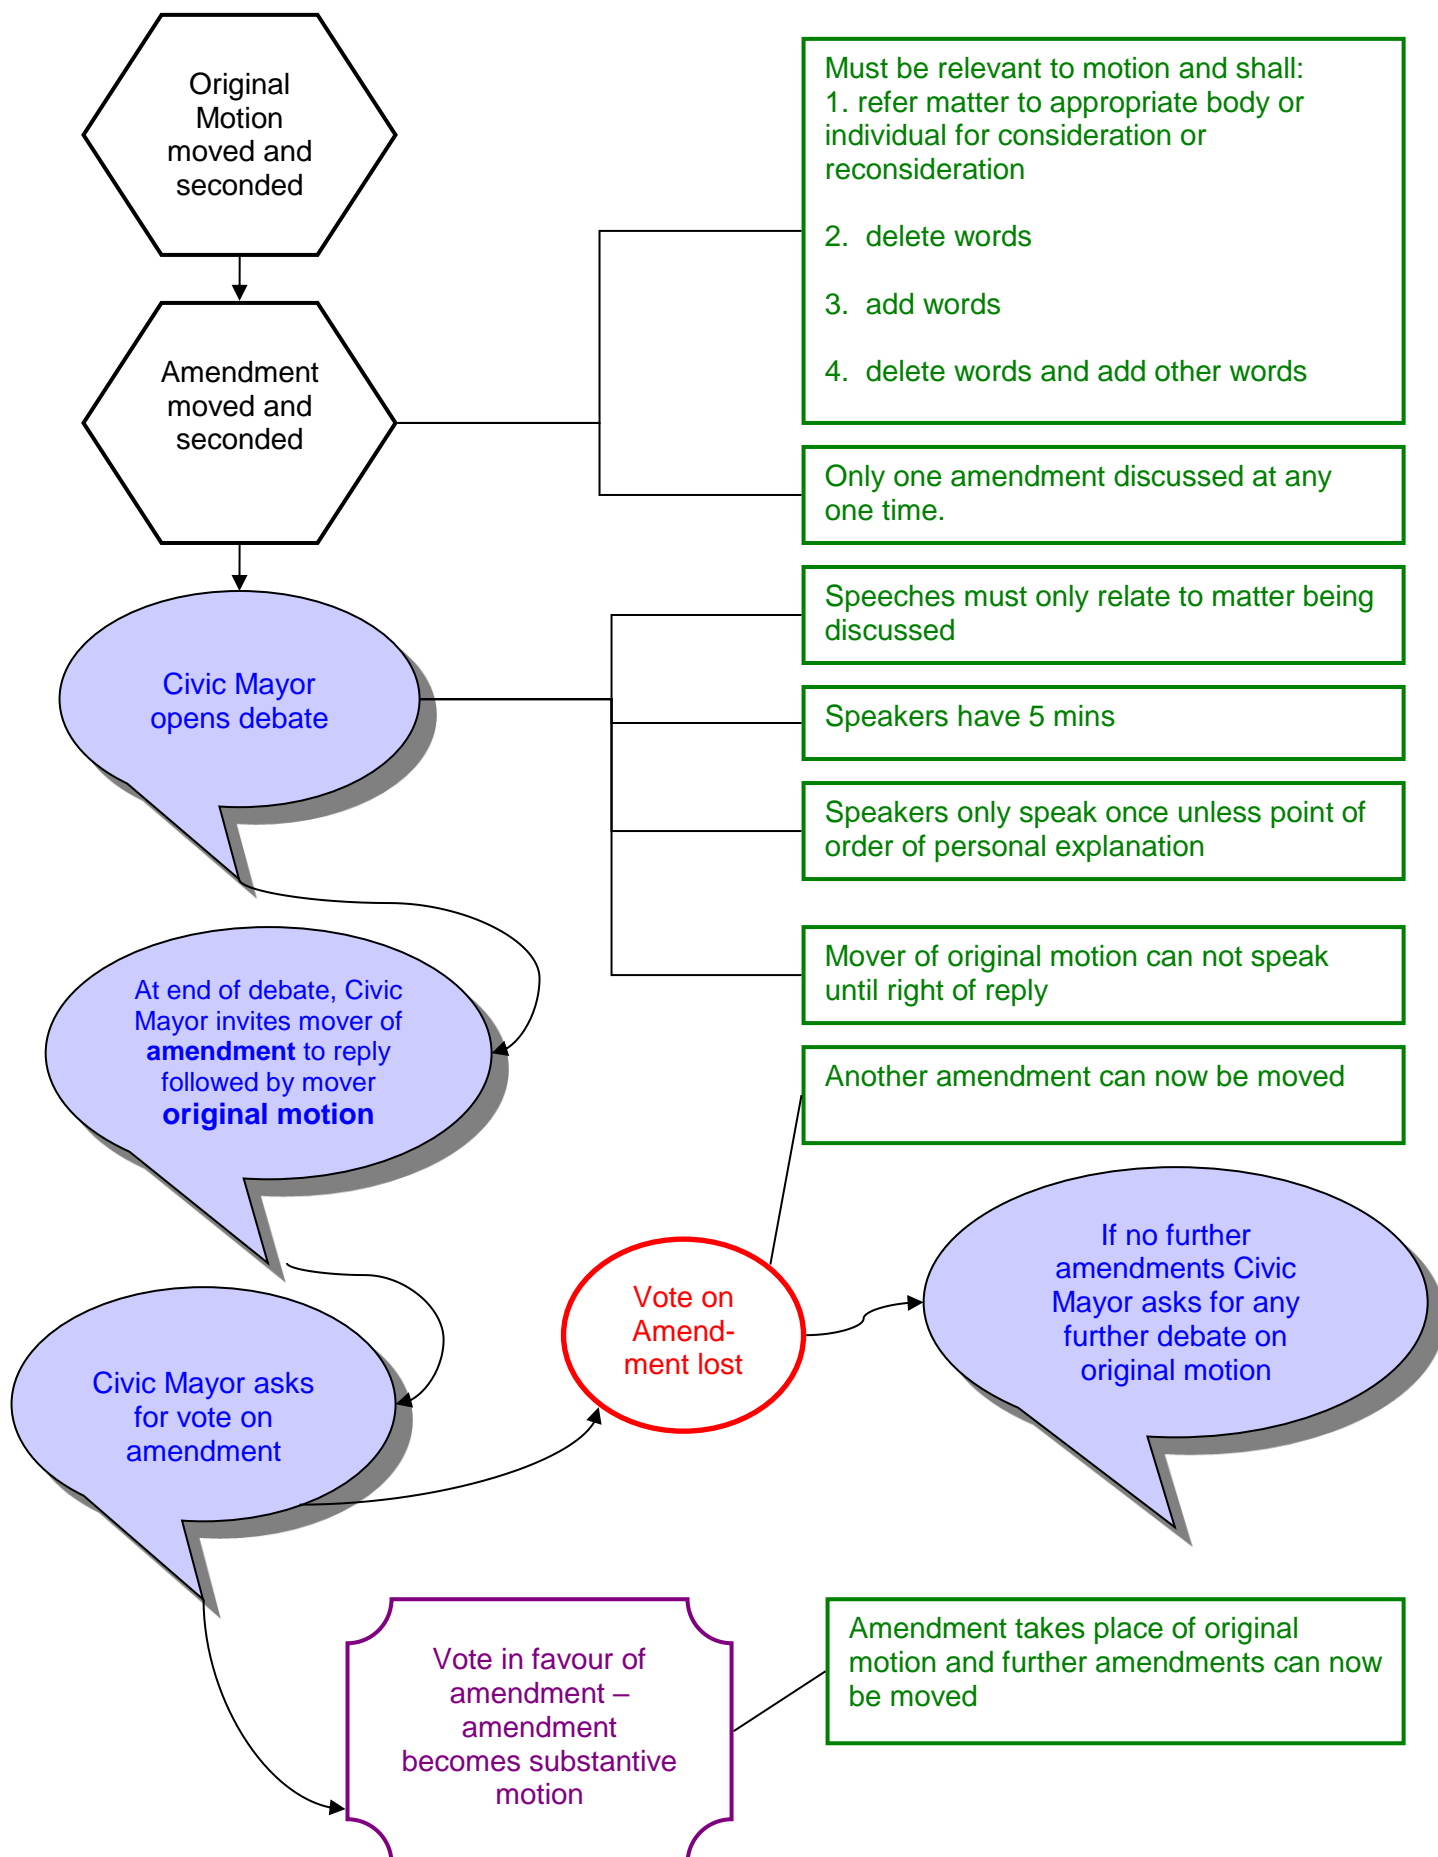 Original
Motion
moved and
seconded
Must be relevant to motion and shall:
1. refer matter to appropriate body or
individual for consideration or
reconsideration
2. delete words
3. add words
4. delete words and add other words
Amendment
moved and
seconded
Only one amendment discussed at any
one time.
Civic Mayor
opens debate
Speeches must only relate to matter being
discussed
Speakers have 5 mins
Speakers only speak once unless point of
order of personal explanation
Mover of original motion can not speak
until right of reply
At end of debate, Civic
Mayor invites mover of
amendment to reply
followed by mover
original motion
Another amendment can now be moved
Civic Mayor asks
for vote on
amendment
Vote on
Amend-
ment lost
If no further
amendments Civic
Mayor asks for any
further debate on
original motion
Vote in favour of
amendment –
amendment
becomes substantive
motion
Amendment takes place of original
motion and further amendments can now
be moved